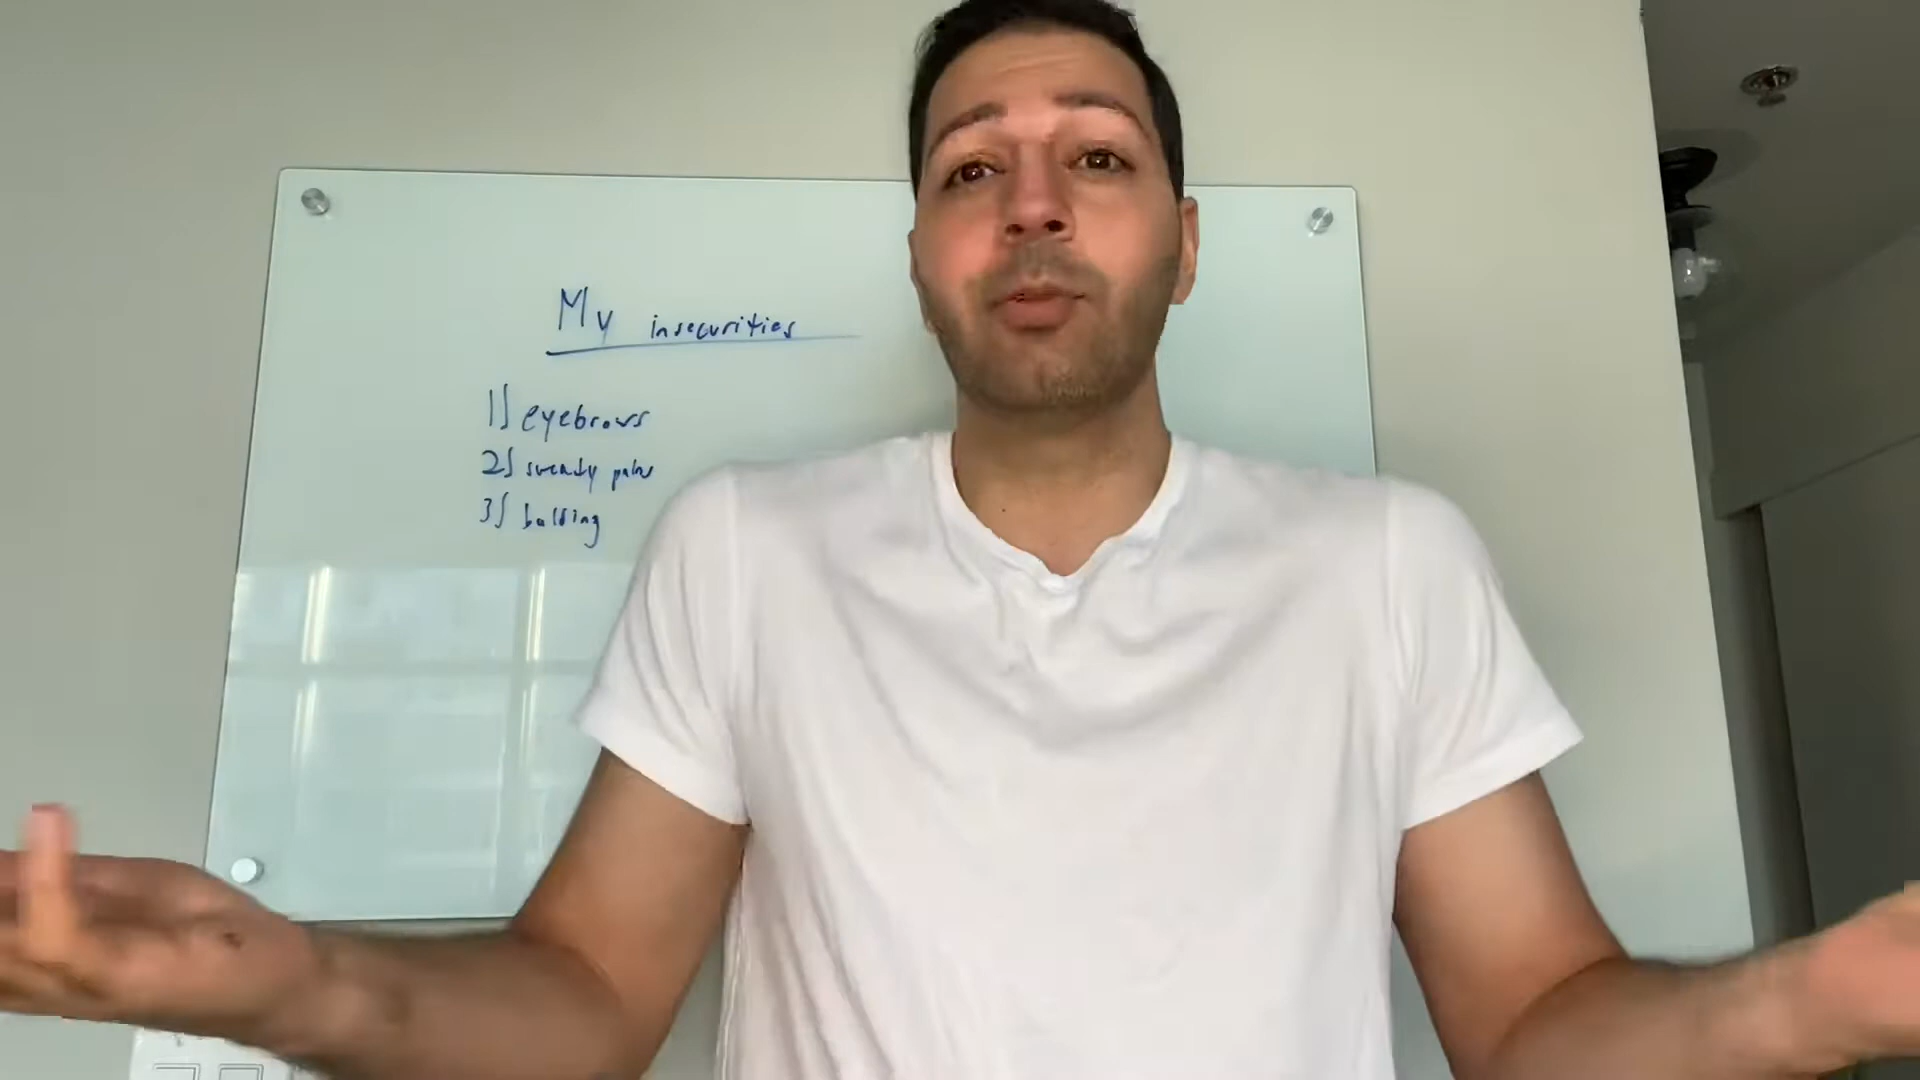 My insecurities
1) eyebrows
2) sweaty palms
3) balding